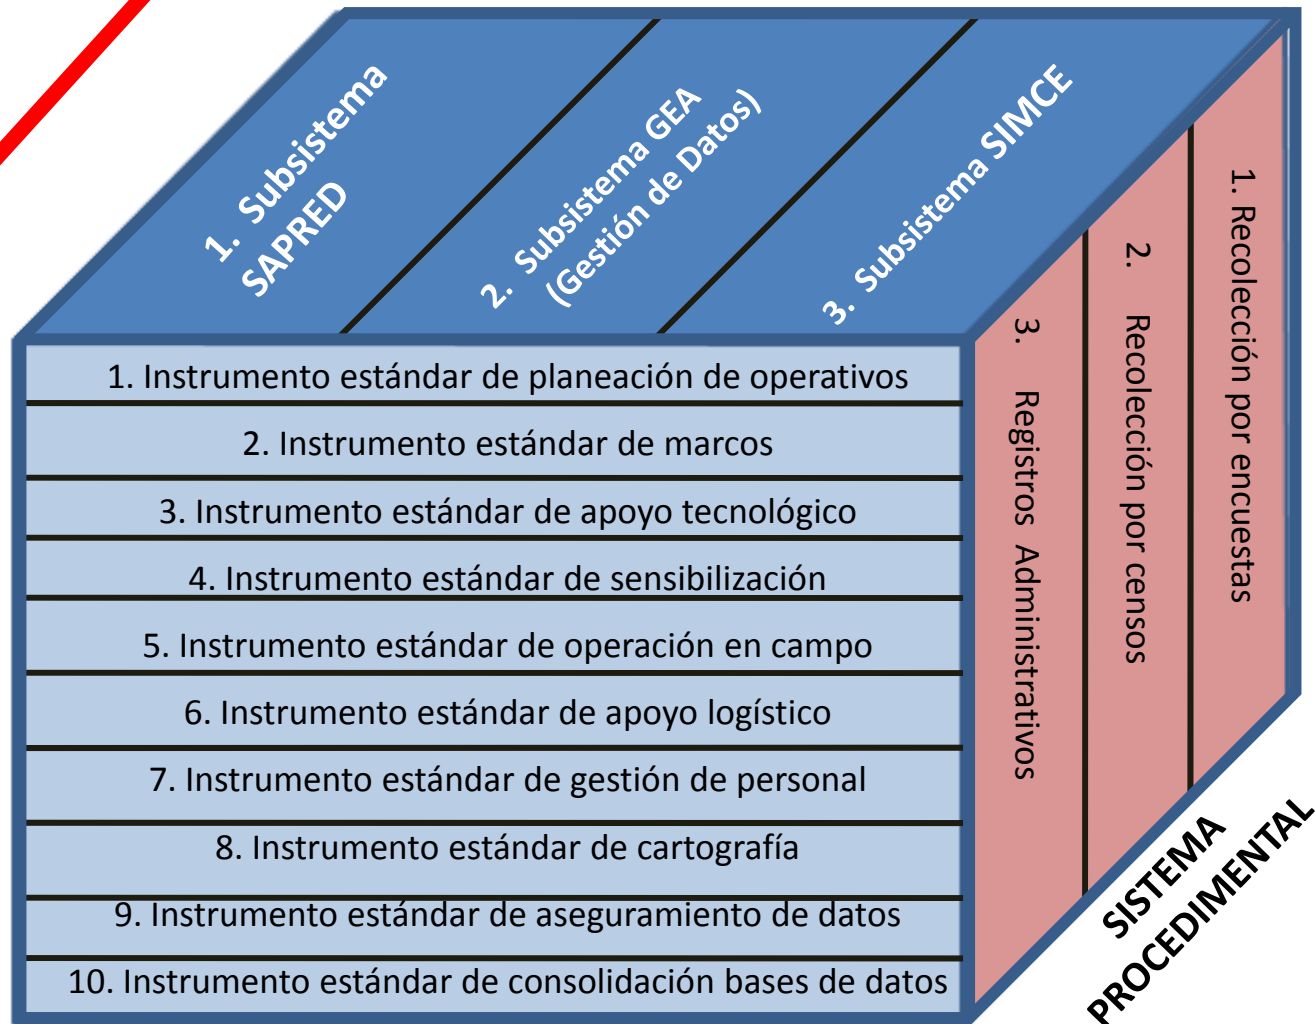 1. Subsistema
SAPRED
2. Subsistema GEA
(Gestión de Datos)
3. Subsistema SIMCE
1. Instrumento estándar de planeación de operativos
2. Instrumento estándar de marcos
3. Instrumento estándar de apoyo tecnológico
4. Instrumento estándar de sensibilización
5. Instrumento estándar de operación en campo
6. Instrumento estándar de apoyo logístico
7. Instrumento estándar de gestión de personal
8. Instrumento estándar de cartografía
9. Instrumento estándar de aseguramiento de datos
10. Instrumento estándar de consolidación bases de datos
3. Registros Administrativos
2. Recolección por censos
1. Recolección por encuestas
SISTEMA
PROCEDIMENTAL